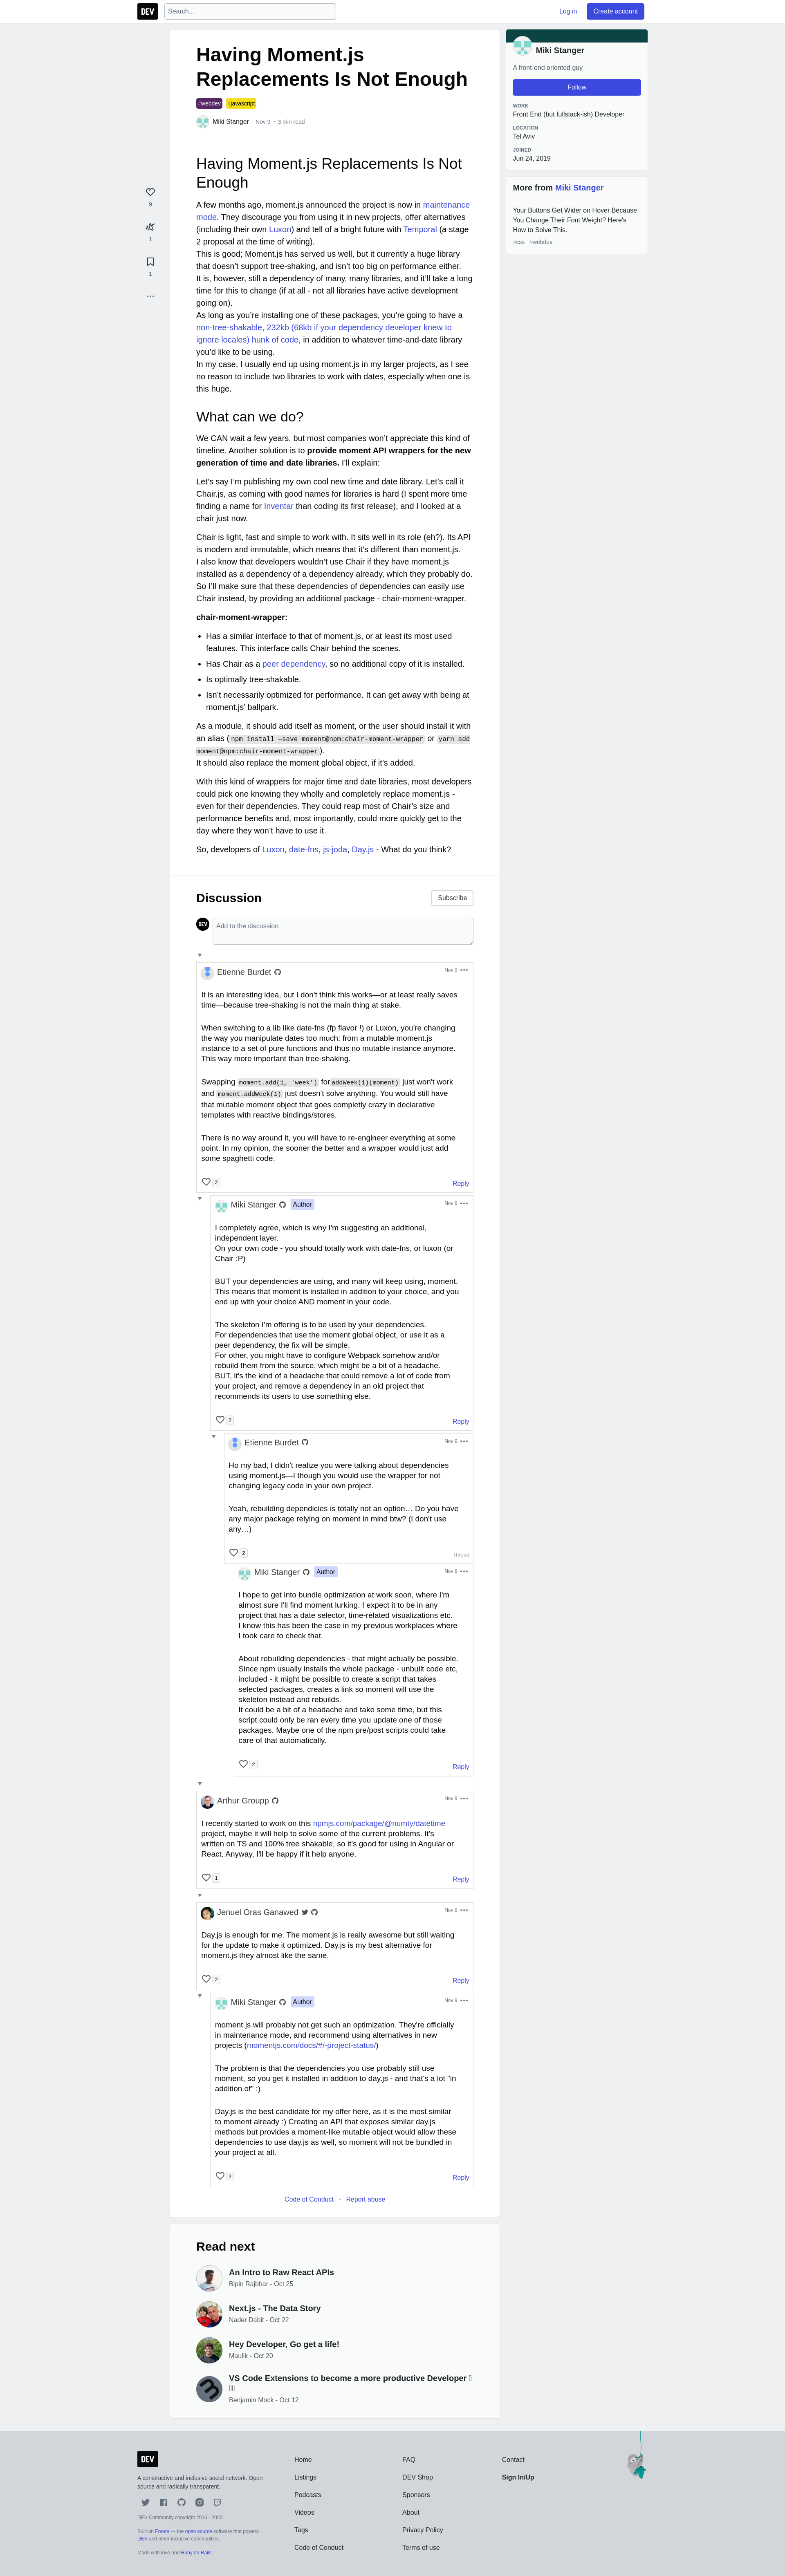 DEV
Search...
Log in
Create account
Having Moment.js
Replacements Is Not Enough
#webdev #javascript
Miki Stanger Nov 9 ・3 min read
9
1
1
Having Moment.js Replacements Is Not
Enough
A few months ago, moment.js announced the project is now in maintenance
mode. They discourage you from using it in new projects, offer alternatives
(including their own Luxon) and tell of a bright future with Temporal (a stage
2 proposal at the time of writing).
This is good; Moment.js has served us well, but it currently a huge library
that doesn't support tree-shaking, and isn't too big on performance either.
It is, however, still a dependency of many, many libraries, and it'll take a long
time for this to change (if at all - not all libraries have active development
going on).
As long as you're installing one of these packages, you're going to have a
non-tree-shakable, 232kb (68kb if your dependency developer knew to
ignore locales) hunk of code, in addition to whatever time-and-date library
you'd like to be using.
In my case, I usually end up using moment.js in my larger projects, as I see
no reason to include two libraries to work with dates, especially when one is
this huge.
What can we do?
We CAN wait a few years, but most companies won't appreciate this kind of
timeline. Another solution is to provide moment API wrappers for the new
generation of time and date libraries. I'll explain:
Let's say I'm publishing my own cool new time and date library. Let's call it
Chair.js, as coming with good names for libraries is hard (I spent more time
finding a name for Inventar than coding its first release), and I looked at a
chair just now.
Chair is light, fast and simple to work with. It sits well in its role (eh?). Its API
is modern and immutable, which means that it's different than moment.js.
I also know that developers wouldn't use Chair if they have moment.js
installed as a dependency of a dependency already, which they probably do.
So I'll make sure that these dependencies of dependencies can easily use
Chair instead, by providing an additional package - chair-moment-wrapper.
chair-moment-wrapper:
• Has a similar interface to that of moment.js, or at least its most used
features. This interface calls Chair behind the scenes.
• Has Chair as a peer dependency, so no additional copy of it is installed.
• Is optimally tree-shakable.
• Isn't necessarily optimized for performance. It can get away with being at
moment.js' ballpark.
As a module, it should add itself as moment, or the user should install it with
an alias (npm install —save moment@npm:chair-moment-wrapper or yarn add
moment@npm:chair-moment-wrapper).
It should also replace the moment global object, if it's added.
With this kind of wrappers for major time and date libraries, most developers
could pick one knowing they wholly and completely replace moment.js -
even for their dependencies. They could reap most of Chair's size and
performance benefits and, most importantly, could more quickly get to the
day where they won't have to use it.
So, developers of Luxon, date-fns, js-joda, Day.js - What do you think?
Discussion
Subscribe
DEV
Add to the discussion
Etienne Burdet
Nov 9
It is an interesting idea, but I don't think this works—or at least really saves
time—because tree-shaking is not the main thing at stake.
When switching to a lib like date-fns (fp flavor !) or Luxon, you're changing
the way you manipulate dates too much: from a mutable moment.js
instance to a set of pure functions and thus no mutable instance anymore.
This way more important than tree-shaking.
Swapping moment.add(1, 'week') for addWeek(1)(moment) just won't work
and moment.addWeek(1) just doesn't solve anything. You would still have
that mutable moment object that goes completly crazy in declarative
templates with reactive bindings/stores.
There is no way around it, you will have to re-engineer everything at some
point. In my opinion, the sooner the better and a wrapper would just add
some spaghetti code.
2
Reply
Miki Stanger Author
Nov 9
I completely agree, which is why I'm suggesting an additional,
independent layer.
On your own code - you should totally work with date-fns, or luxon (or
Chair :P)
BUT your dependencies are using, and many will keep using, moment.
This means that moment is installed in addition to your choice, and you
end up with your choice AND moment in your code.
The skeleton I'm offering is to be used by your dependencies.
For dependencies that use the moment global object, or use it as a
peer dependency, the fix will be simple.
For other, you might have to configure Webpack somehow and/or
rebuild them from the source, which might be a bit of a headache.
BUT, it's the kind of a headache that could remove a lot of code from
your project, and remove a dependency in an old project that
recommends its users to use something else.
2
Reply
Etienne Burdet
Nov 9
Ho my bad, I didn't realize you were talking about dependencies
using moment.js—I though you would use the wrapper for not
changing legacy code in your own project.
Yeah, rebuilding dependicies is totally not an option… Do you have
any major package relying on moment in mind btw? (I don't use
any…)
2
Thread
Miki Stanger Author
Nov 9
I hope to get into bundle optimization at work soon, where I'm
almost sure I'll find moment lurking. I expect it to be in any
project that has a date selector, time-related visualizations etc.
I know this has been the case in my previous workplaces where
I took care to check that.
About rebuilding dependencies - that might actually be possible.
Since npm usually installs the whole package - unbuilt code etc,
included - it might be possible to create a script that takes
selected packages, creates a link so moment will use the
skeleton instead and rebuilds.
It could be a bit of a headache and take some time, but this
script could only be ran every time you update one of those
packages. Maybe one of the npm pre/post scripts could take
care of that automatically.
2
Reply
Arthur Groupp
Nov 9
I recently started to work on this npmjs.com/package/@numty/datetime
project, maybe it will help to solve some of the current problems. It's
written on TS and 100% tree shakable, so it's good for using in Angular or
React. Anyway, I'll be happy if it help anyone.
1
Reply
Jenuel Oras Ganawed
Nov 9
Day.js is enough for me. The moment.js is really awesome but still waiting
for the update to make it optimized. Day.js is my best alternative for
moment.js they almost like the same.
2
Reply
Miki Stanger Author
Nov 9
moment.js will probably not get such an optimization. They're officially
in maintenance mode, and recommend using alternatives in new
projects (momentjs.com/docs/#/-project-status/)
The problem is that the dependencies you use probably still use
moment, so you get it installed in addition to day.js - and that's a lot "in
addition of" :)
Day.js is the best candidate for my offer here, as it is the most similar
to moment already :) Creating an API that exposes similar day.js
methods but provides a moment-like mutable object would allow these
dependencies to use day.js as well, so moment will not be bundled in
your project at all.
2
Reply
Code of Conduct • Report abuse
Read next
An Intro to Raw React APIs
Bipin Rajbhar - Oct 25
Next.js - The Data Story
Nader Dabit - Oct 22
Hey Developer, Go get a life!
Maulik - Oct 20
VS Code Extensions to become a more productive Developer
Benjamin Mock - Oct 12
Miki Stanger
A front-end oriented guy
Follow
WORK
Front End (but fullstack-ish) Developer
LOCATION
Tel Aviv
JOINED
Jun 24, 2019
More from Miki Stanger
Your Buttons Get Wider on Hover Because
You Change Their Font Weight? Here's
How to Solve This.
#css #webdev
DEV
A constructive and inclusive social network. Open
source and radically transparent.
DEV Community copyright 2016 - 2020
Built on Forem — the open source software that powers
DEV and other inclusive communities.
Made with love and Ruby on Rails.
Home
Listings
Podcasts
Videos
Tags
Code of Conduct
FAQ
DEV Shop
Sponsors
About
Privacy Policy
Terms of use
Contact
Sign In/Up